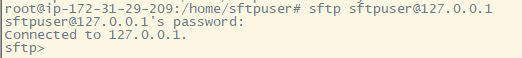 root@ip-172-31-29-209:/home/sftpuser# sftp sftpuser@127.0.0.1
sftpuser@127.0.0.1's password:
Connected to 127.0.0.1.
sftp>